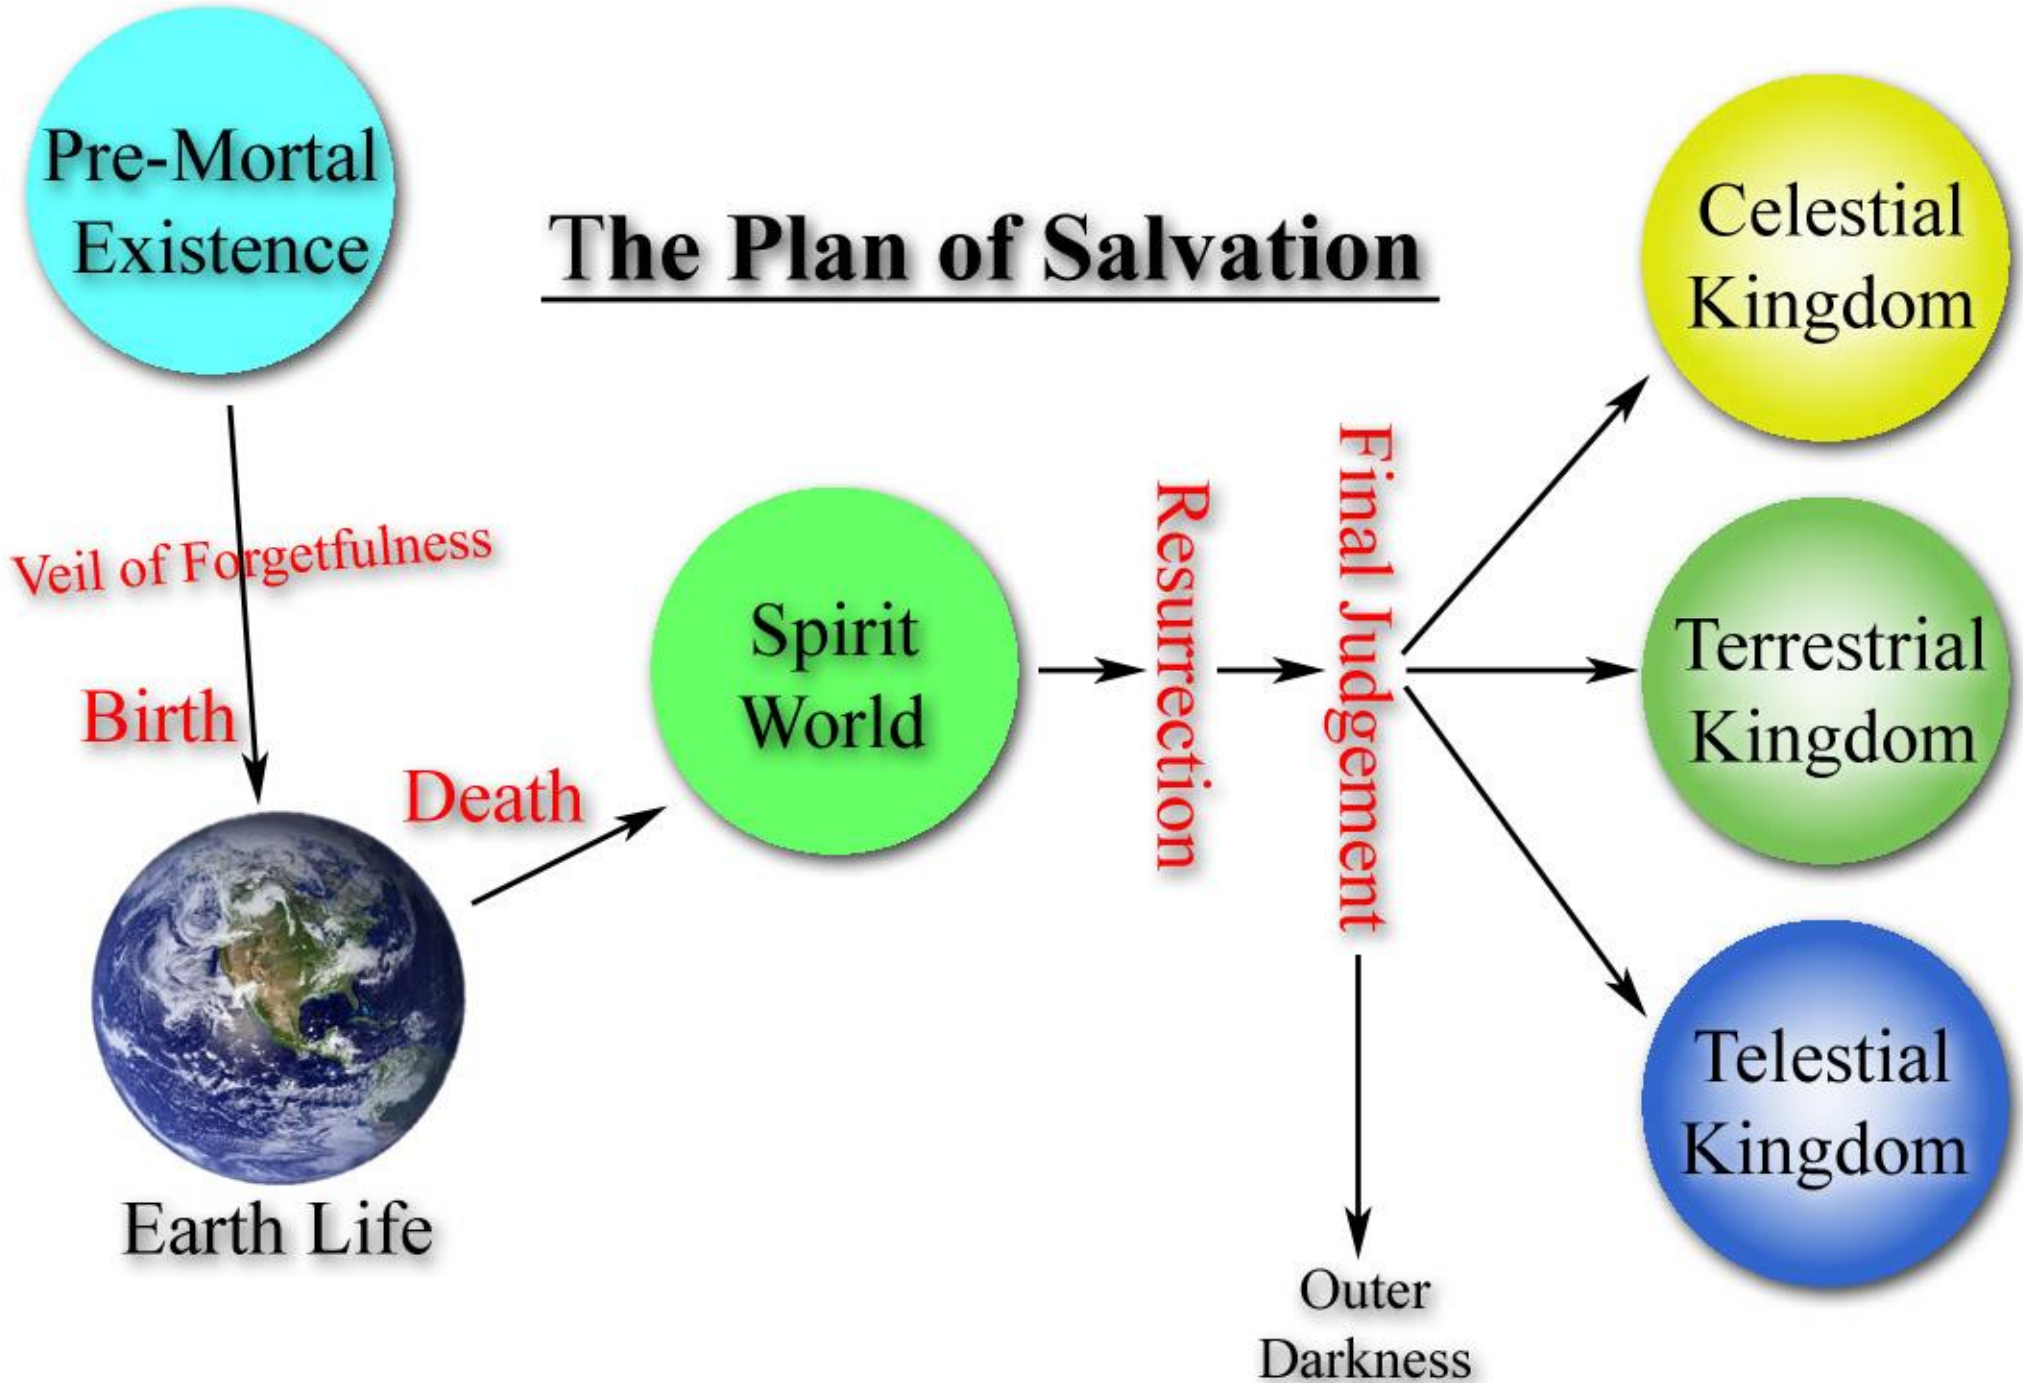 Pre-Mortal
Existence
The Plan of Salvation
Celestial
Kingdom
Veil of Forgetfulness
Birth
Death
Spirit
World
Resurrection
Final Judgement
Terrestrial
Kingdom
Telestial
Kingdom
Earth Life
Outer
Darkness